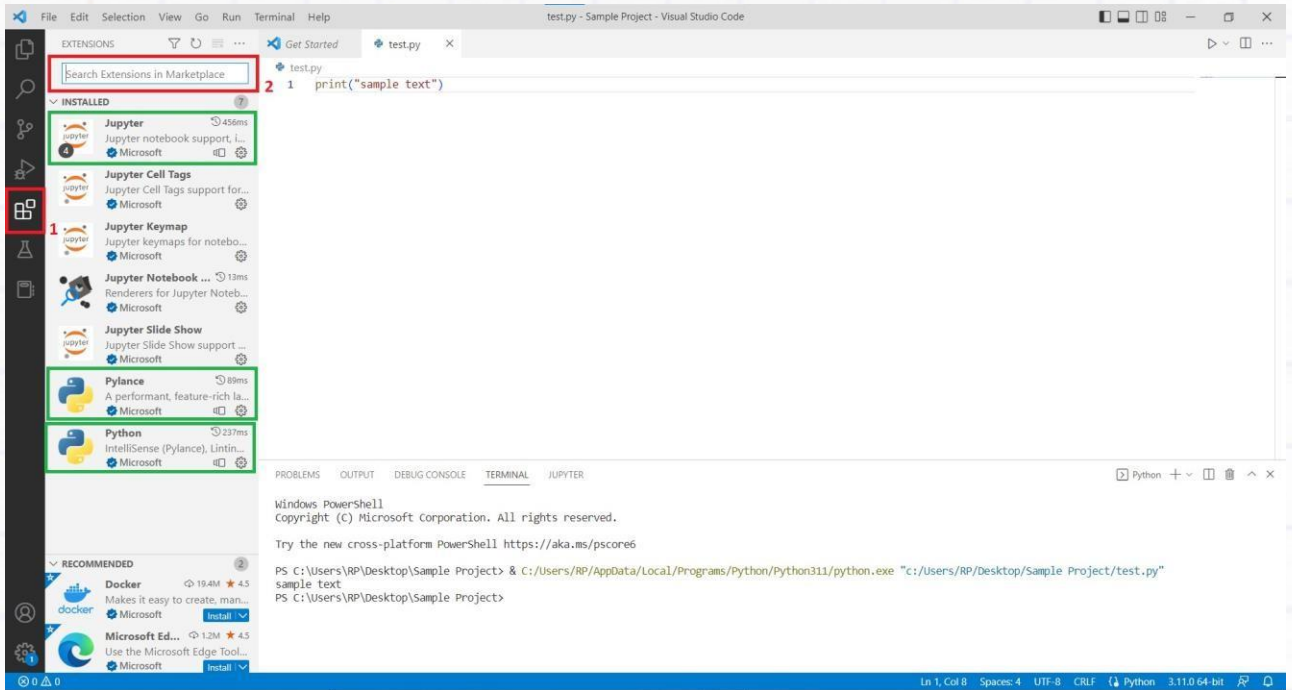 File Edit Selection View Go Run Terminal Help
test.py - Sample Project - Visual Studio Code
EXTENSIONS
Search Extensions in Marketplace
INSTALLED
7
Jupyter
456ms
Jupyter notebook support, i...
Microsoft
jupyter
4
Jupyter Cell Tags
Jupyter Cell Tags support for...
Microsoft
jupyter
1
Jupyter Keymap
Jupyter keymaps for notebo...
Microsoft
jupyter
Jupyter Notebook ...
13ms
Renderers for Jupyter Noteb...
Microsoft
Jupyter Slide Show
Jupyter Slide Show support ...
Microsoft
jupyter
Pylance
89ms
A performant, feature-rich la...
Microsoft
Python
237ms
IntelliSense (Pylance), Lintin...
Microsoft
RECOMMENDED
2
Docker
19.4M
4.5
Makes it easy to create, man...
Microsoft
Install
docker
Microsoft Ed...
1.2M
4.5
Use the Microsoft Edge Tool...
Microsoft
Install
1
Get Started
test.py
test.py
2
1 print("sample text")
PROBLEMS OUTPUT DEBUG CONSOLE TERMINAL JUPYTER
Python
Windows PowerShell
Copyright (C) Microsoft Corporation. All rights reserved.
Try the new cross-platform PowerShell https://aka.ms/pscore6
PS C:\Users\RP\Desktop\Sample Project> & C:/Users/RP/AppData/Local/Programs/Python/Python311/python.exe "c:/Users/RP/Desktop/Sample Project/test.py"
sample text
PS C:\Users\RP\Desktop\Sample Project>
0 0
Ln 1, Col 8 Spaces: 4 UTF-8 CRLF Python 3.11.0 64-bit